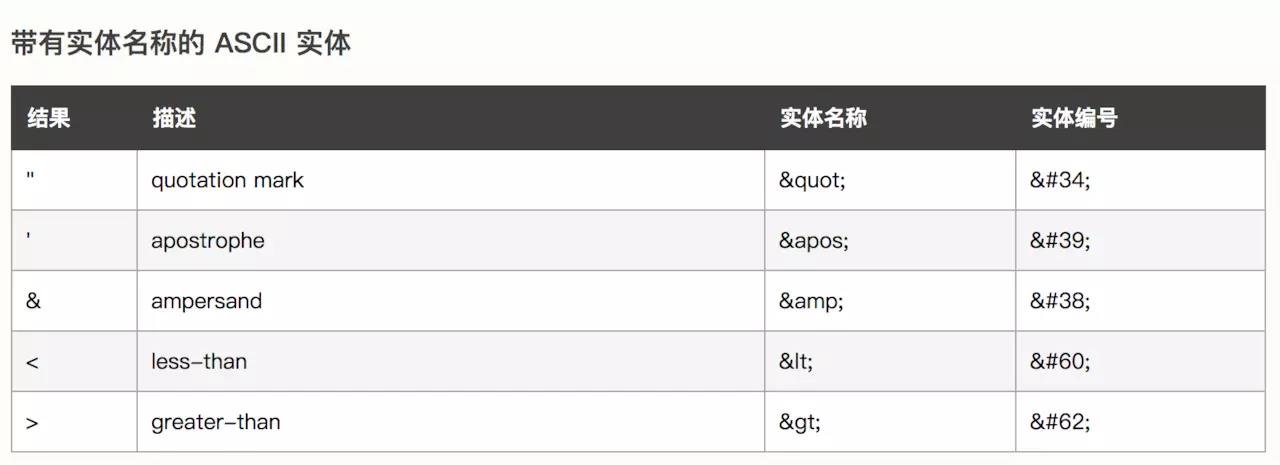 带有实体名称的 ASCII 实体
结果 描述 实体名称 实体编号
" quotation mark &quot; &#34;
' apostrophe &apos; &#39;
& ampersand &amp; &#38;
< less-than &lt; &#60;
> greater-than &gt; &#62;